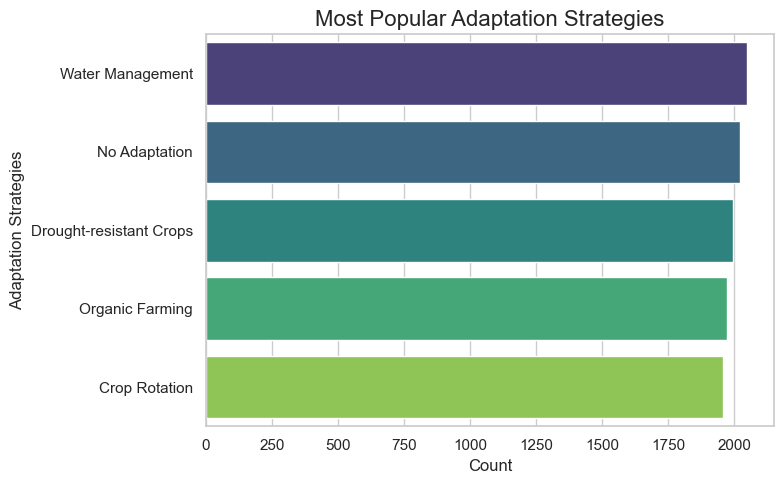 Most Popular Adaptation Strategies
Adaptation Strategies
Water Management
No Adaptation
Drought-resistant Crops
Organic Farming
Crop Rotation
0 250 500 750 1000 1250 1500 1750 2000
Count